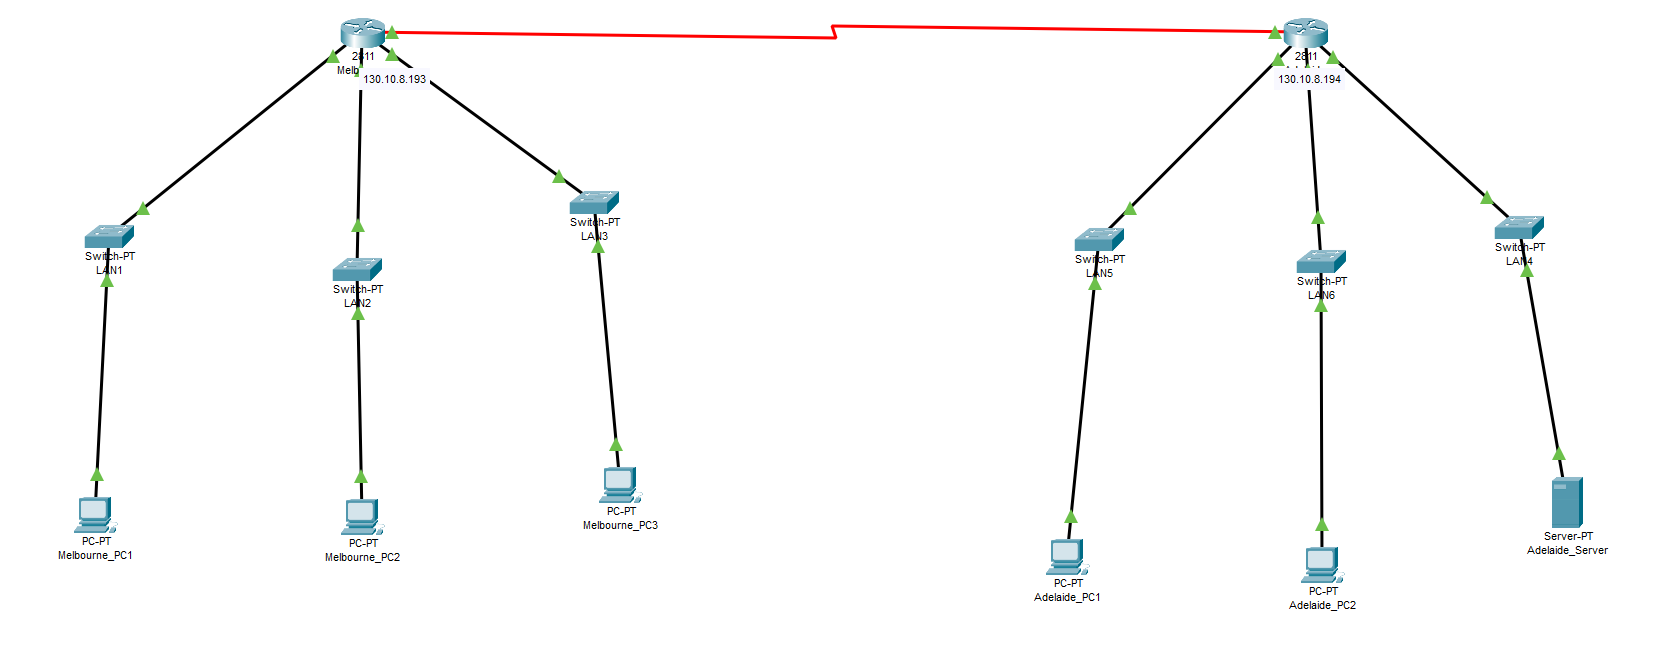 2811
Melb
130.10.8.193
2811
130.10.8.194
Switch-PT
LAN1
Switch-PT
LAN2
Switch-PT
LAN3
Switch-PT
LAN5
Switch-PT
LAN6
Switch-PT
LAN4
PC-PT
Melbourne_PC1
PC-PT
Melbourne_PC2
PC-PT
Melbourne_PC3
PC-PT
Adelaide_PC1
PC-PT
Adelaide_PC2
Server-PT
Adelaide_Server